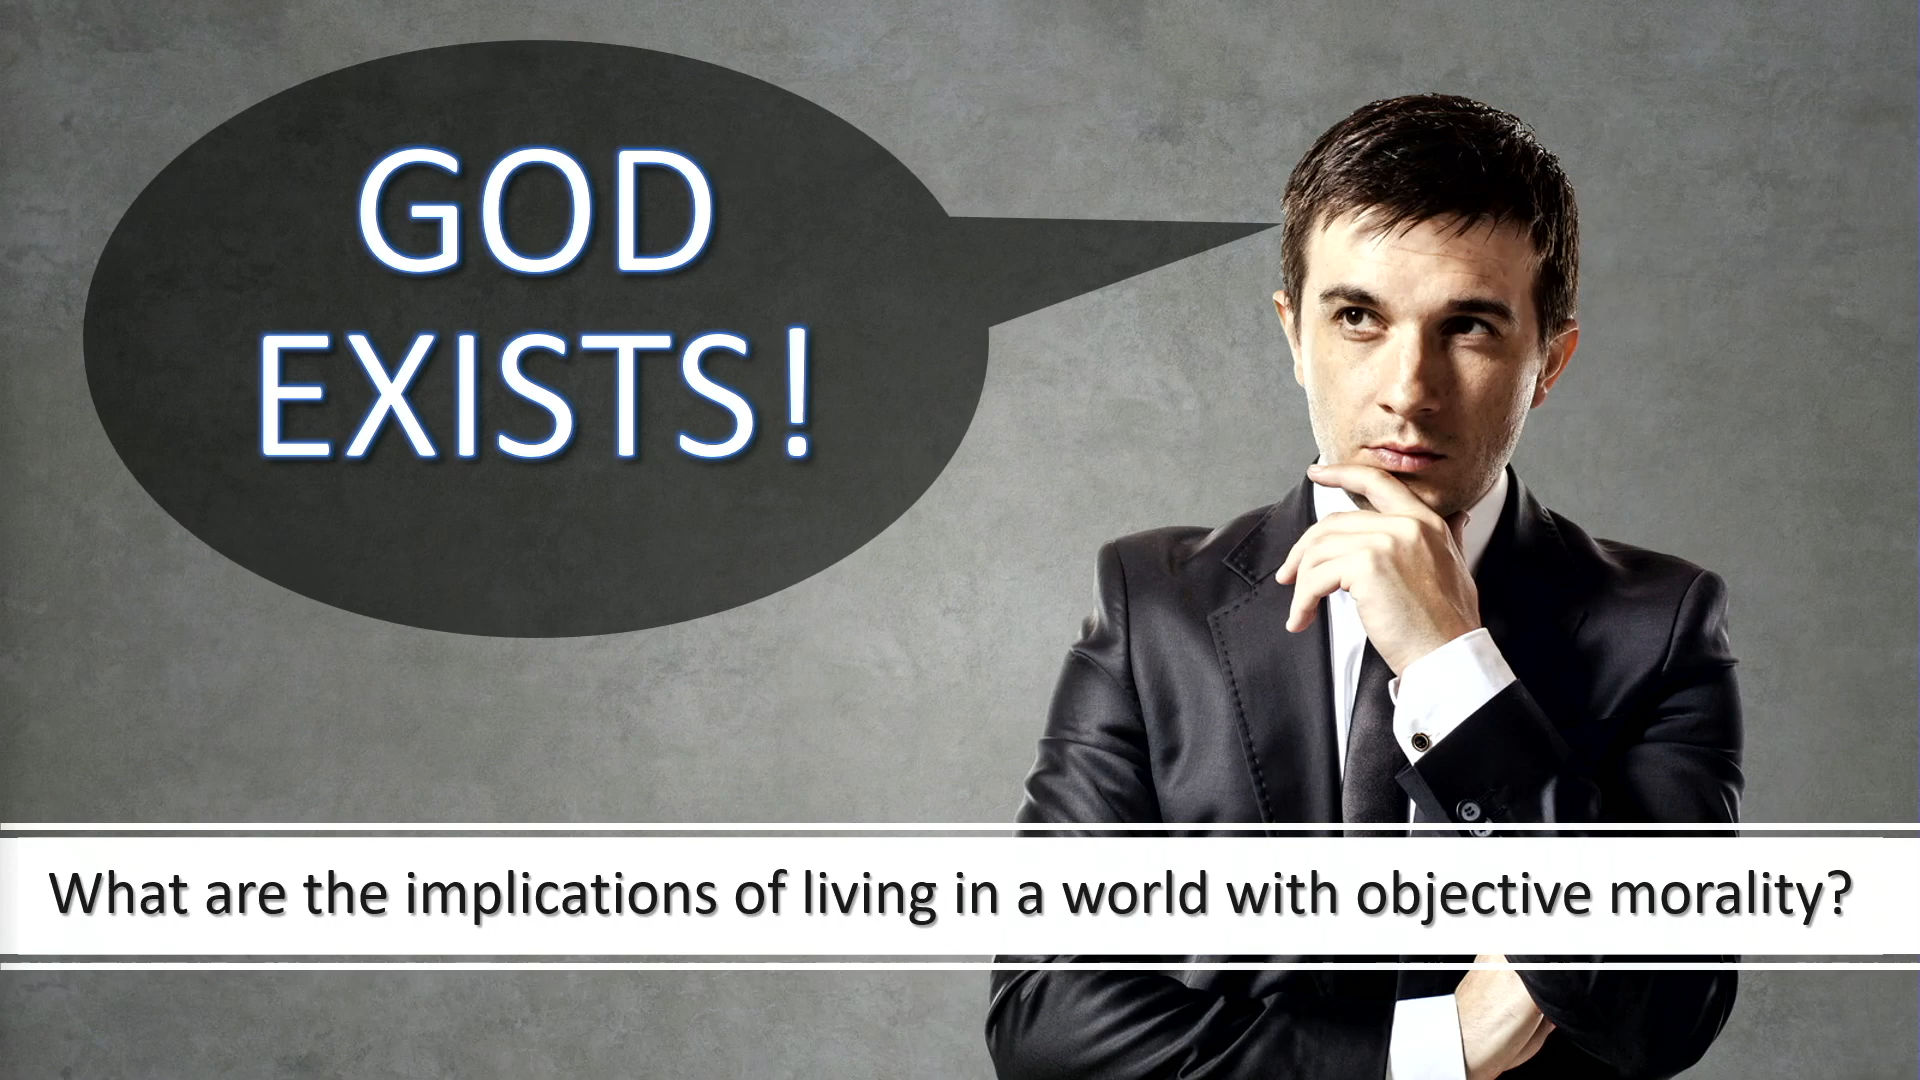 GOD
EXISTS!
What are the implications of living in a world with objective morality?